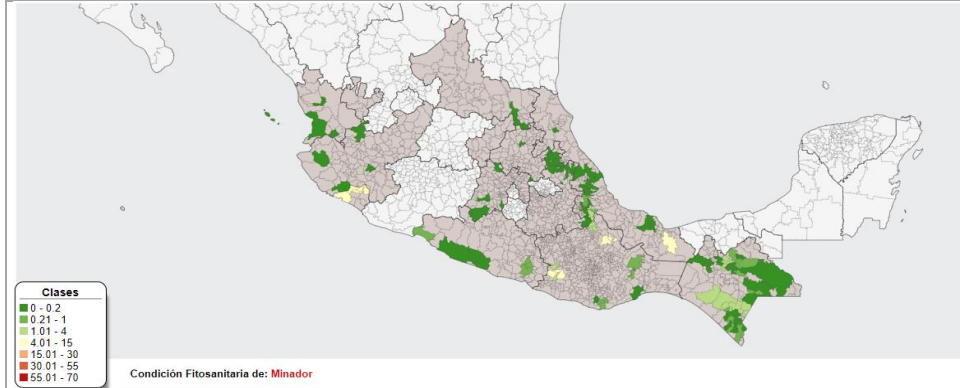 Clases
0 - 0.2
0.21 - 1
1.01 - 4
4.01 - 15
15.01 - 30
30.01 - 55
55.01 - 70
Condición Fitosanitaria de: Minador